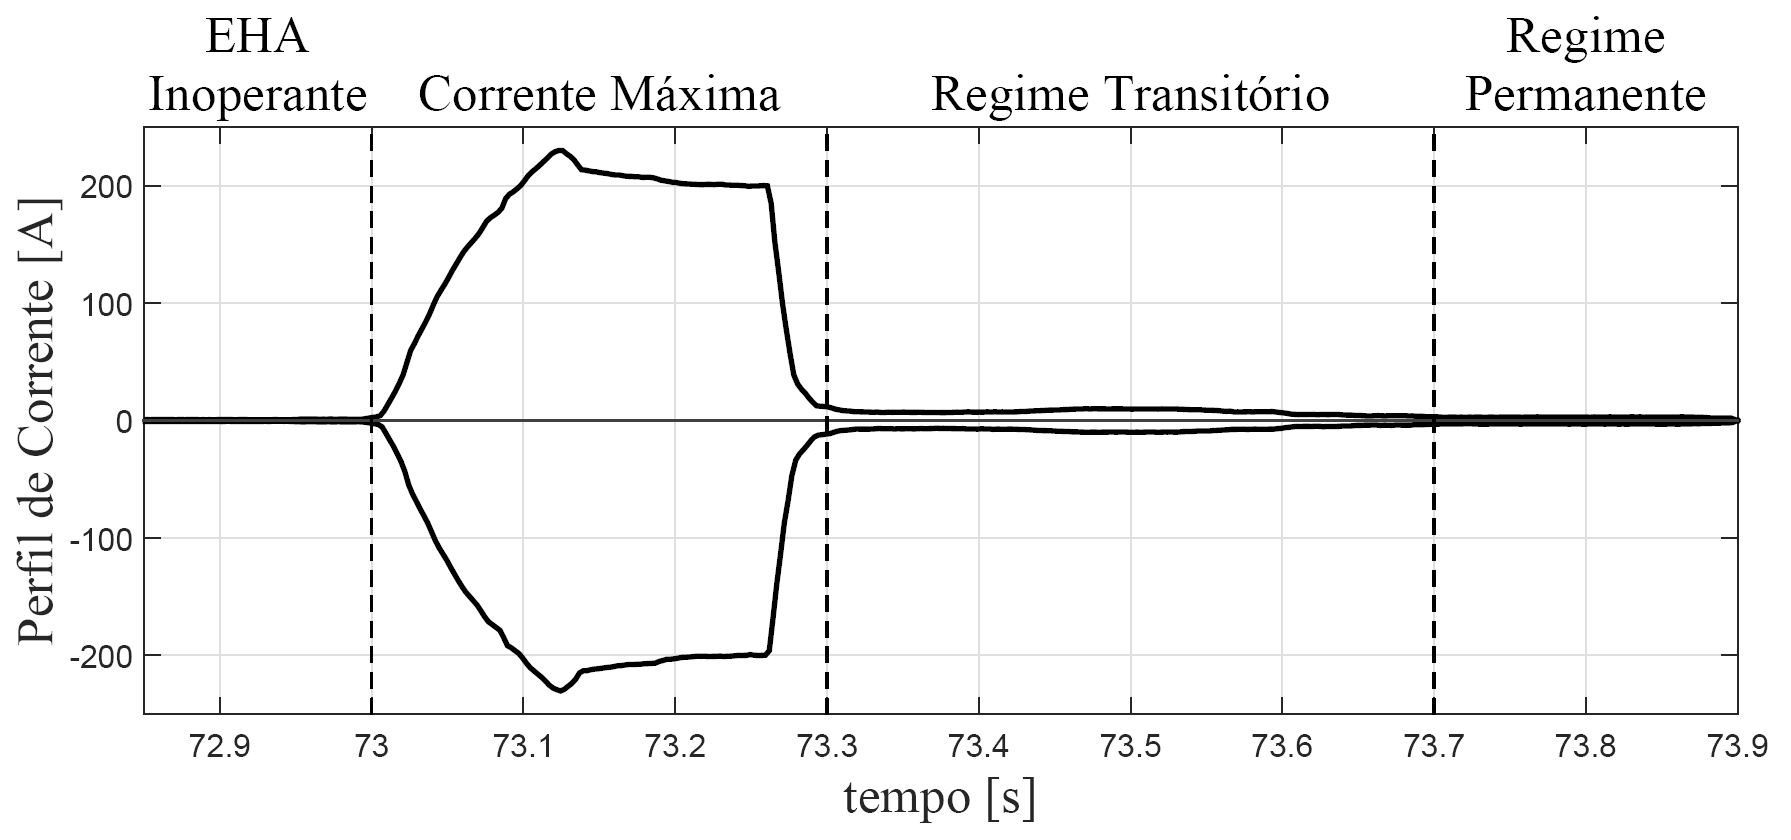 EHA
Inoperante
Corrente Máxima
Regime Transitório
Regime
Permanente
Perfil de Corrente [A]
200
100
0
-100
-200
72.9
73
73.1
73.2
73.3
73.4
73.5
73.6
73.7
73.8
73.9
tempo [s]